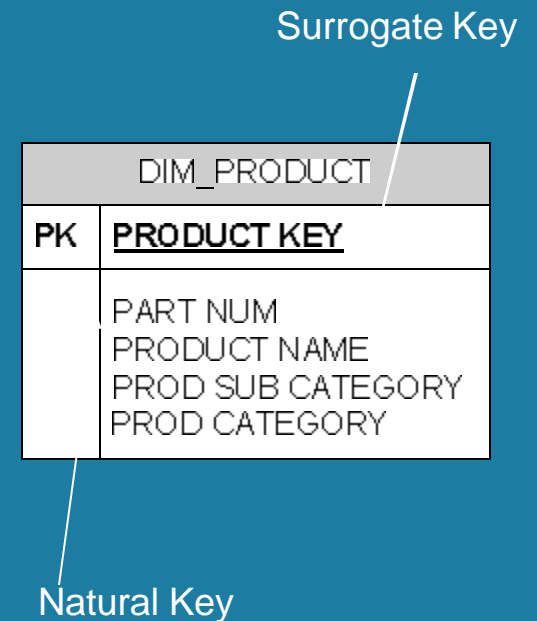 Surrogate Key
DIM_PRODUCT
PK PRODUCT KEY
PART NUM
PRODUCT NAME
PROD SUB CATEGORY
PROD CATEGORY
Natural Key